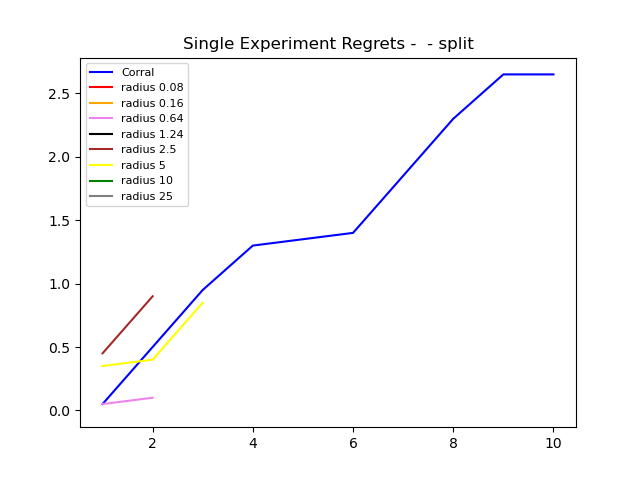 Single Experiment Regrets -  - split
Corral
radius 0.08
radius 0.16
radius 0.64
radius 1.24
radius 2.5
radius 5
radius 10
radius 25
2.5
2.0
1.5
1.0
0.5
0.0
2 4 6 8 10